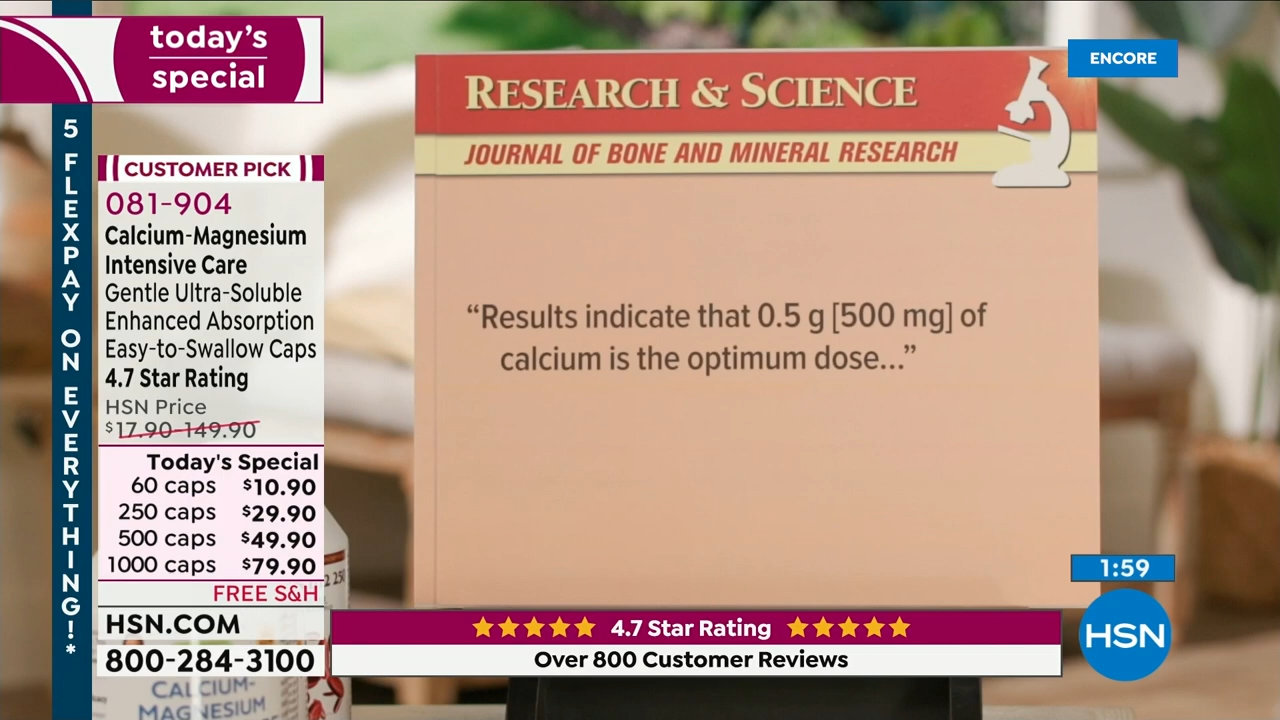 today's
special
ENCORE
5 FLEXPAY ON EVERYTHING!*
CUSTOMER PICK
081-904
Calcium-Magnesium
Intensive Care
Gentle Ultra-Soluble
Enhanced Absorption
Easy-to-Swallow Caps
4.7 Star Rating
HSN Price
$17.90-149.90
Today's Special
60 caps $10.90
250 caps $29.90
500 caps $49.90
1000 caps $79.90
FREE S&H
HSN.COM
800-284-3100
RESEARCH & SCIENCE
JOURNAL OF BONE AND MINERAL RESEARCH
“Results indicate that 0.5 g [500 mg] of
calcium is the optimum dose...”
1:59
HSN
4.7 Star Rating
Over 800 Customer Reviews
CALCIUM-
MAGNESIUM